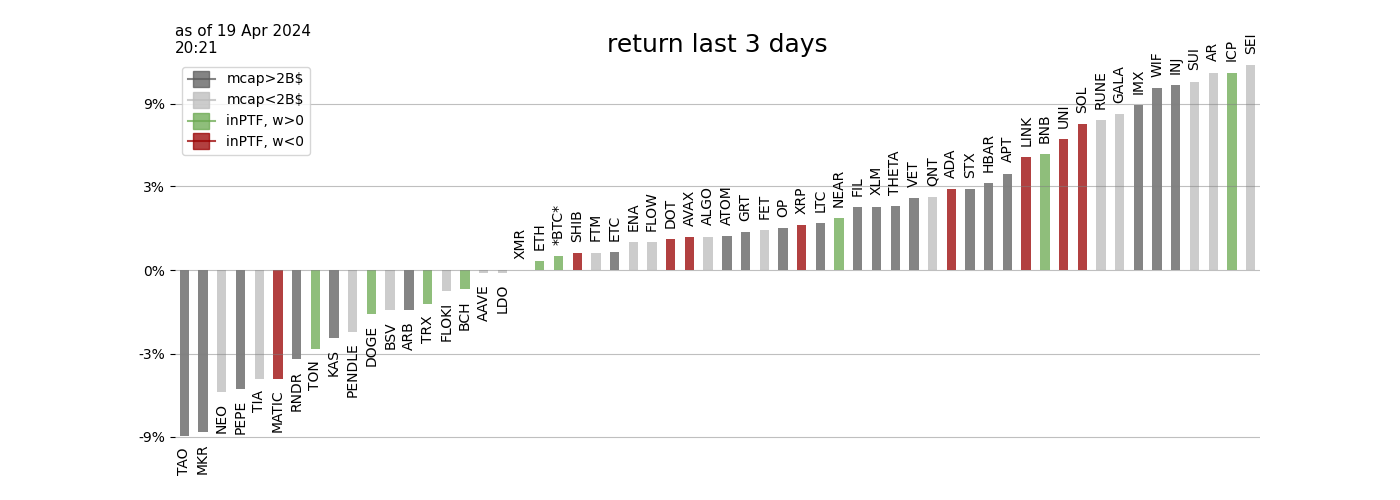 as of 19 Apr 2024
20:21
return last 3 days
mcap>2B$
mcap<2B$
inPTF, w>0
inPTF, w<0
9%
3%
0%
-3%
-9%
TAO
MKR
NEO
PEPE
TIA
MATIC
RNDR
TON
KAS
PENDLE
DOGE
BSV
ARB
TRX
FLOKI
BCH
AAVE
LDO
XMR
ETH
*BTC*
SHIB
FTM
ETC
ENA
FLOW
DOT
AVAX
ALGO
ATOM
GRT
FET
OP
XRP
LTC
NEAR
FIL
XLM
THETA
VET
QNT
ADA
STX
HBAR
APT
LINK
BNB
UNI
SOL
RUNE
GALA
IMX
WIF
INJ
SUI
AR
ICP
SEI